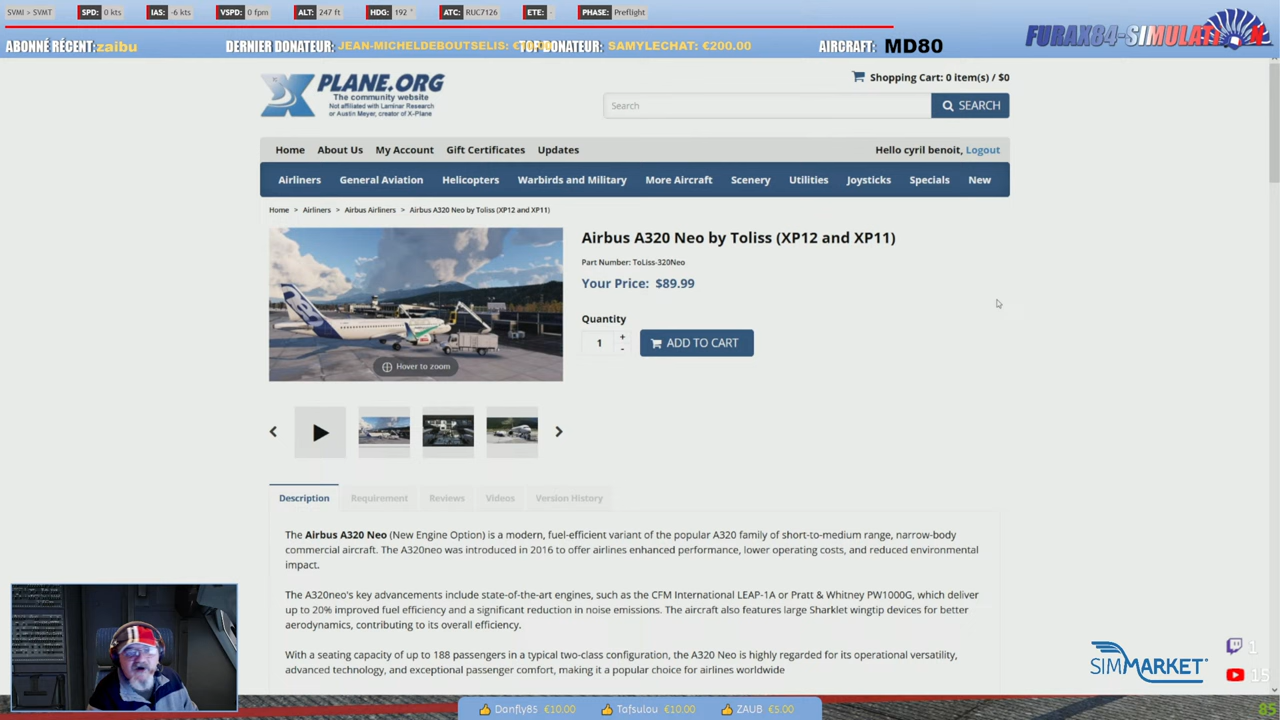 SVMI > SVMT SPD: 0 kts IAS: -6 kts VSPD: 0 fpm ALT: 247 ft HDG: 192 ° ATC: RUC7126 ETE: - PHASE: Preflight
ABONNÉ RÉCENT: zaibu DERNIER DONATEUR: JEAN-MICHELDEBOUTSELIS: TOP DONATEUR: SAMYLECHAT: €200.00 AIRCRAFT: MD80
FURAX84-SIMULATI N
X PLANE.ORG
The community website
Not affiliated with Laminar Research
or Austin Meyer, creator of X-Plane
Shopping Cart: 0 item(s) / $0
Search SEARCH
Home About Us My Account Gift Certificates Updates Hello cyril benoit, Logout
Airliners General Aviation Helicopters Warbirds and Military More Aircraft Scenery Utilities Joysticks Specials New
Home > Airliners > Airbus Airliners > Airbus A320 Neo by Toliss (XP12 and XP11)
Airbus A320 Neo by Toliss (XP12 and XP11)
Part Number: ToLiss-320Neo
Your Price: $89.99
Quantity
1 + - ADD TO CART
Hover to zoom
Description Requirement Reviews Videos Version History
The Airbus A320 Neo (New Engine Option) is a modern, fuel-efficient variant of the popular A320 family of short-to-medium range, narrow-body
commercial aircraft. The A320neo was introduced in 2016 to offer airlines enhanced performance, lower operating costs, and reduced environmental
impact.
The A320neo's key advancements include state-of-the-art engines, such as the CFM International LEAP-1A or Pratt & Whitney PW1000G, which deliver
up to 20% improved fuel efficiency and a significant reduction in noise emissions. The aircraft also features large Sharklet wingtip devices for better
aerodynamics, contributing to its overall efficiency.
With a seating capacity of up to 188 passengers in a typical two-class configuration, the A320 Neo is highly regarded for its operational versatility,
advanced technology, and exceptional passenger comfort, making it a popular choice for airlines worldwide
SIMMARKET
1
15
Danfly85 €10.00 Tafsulou €10.00 ZAUB €5.00
85